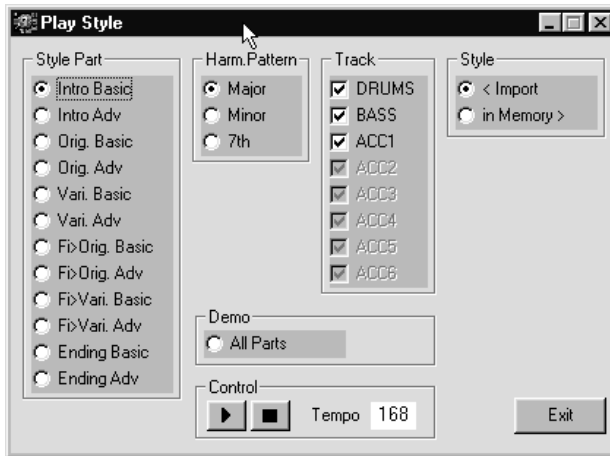 Play Style
Style Part
Intro Basic
Intro Adv
Orig. Basic
Orig. Adv
Vari. Basic
Vari. Adv
Fi>Orig. Basic
Fi>Orig. Adv
Fi>Vari. Basic
Fi>Vari. Adv
Ending Basic
Ending Adv
Harm.Pattern
Major
Minor
7th
Track
DRUMS
BASS
ACC1
ACC2
ACC3
ACC4
ACC5
ACC6
Style
< Import
in Memory >
Demo
All Parts
Control
Tempo 168
Exit